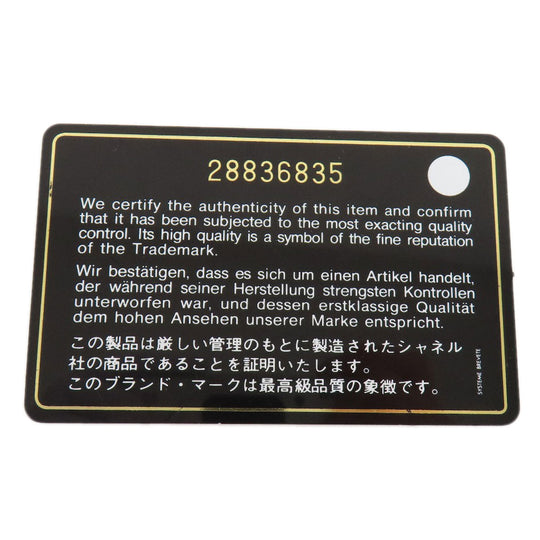 28836835
We certify the authenticity of this item and confirm
that it has been subjected to the most exacting quality
control. Its high quality is a symbol of the fine reputation
of the Trademark.
Wir bestätigen, dass es sich um einen Artikel handelt,
der während seiner Herstellung strengsten Kontrollen
unterworfen war, und dessen erstklassige Qualität
dem hohen Ansehen unserer Marke entspricht.
この製品は厳しい管理のもとに製造されたシャネル
社の商品であることを証明いたします。
このブランド・マークは最高級品質の象徴です。
SYSTEME BREVETE